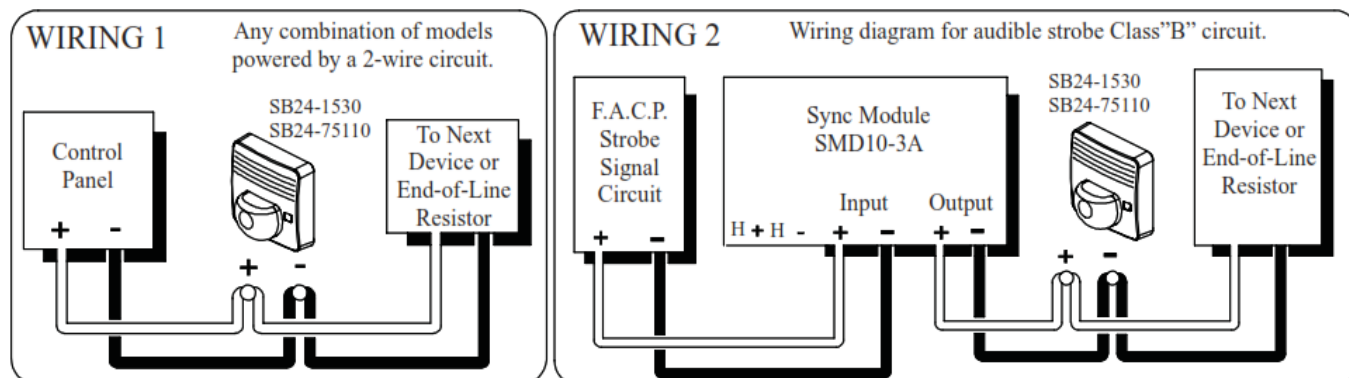 WIRING 1
Any combination of models
powered by a 2-wire circuit.
SB24-1530
SB24-75110
Control
Panel
+ -
To Next
Device or
End-of-Line
Resistor
+ -
WIRING 2
Wiring diagram for audible strobe Class”B” circuit.
F.A.C.P.
Strobe
Signal
Circuit
+ -
Sync Module
SMD10-3A
Input Output
H + H - + - + -
SB24-1530
SB24-75110
+ -
To Next
Device or
End-of-Line
Resistor